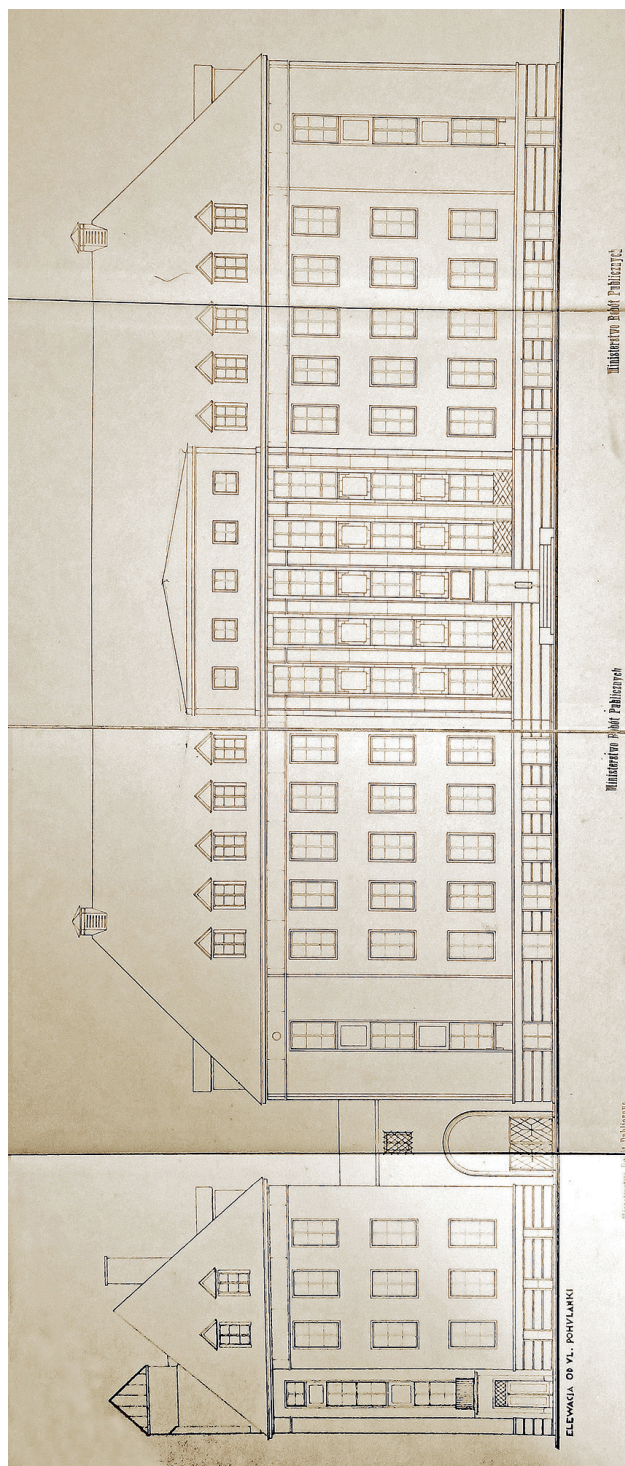 Ministerstwo Robót Publicznych
Ministerstwo Robót Publicznych
ELEWACJA OD UL. POHULANKI